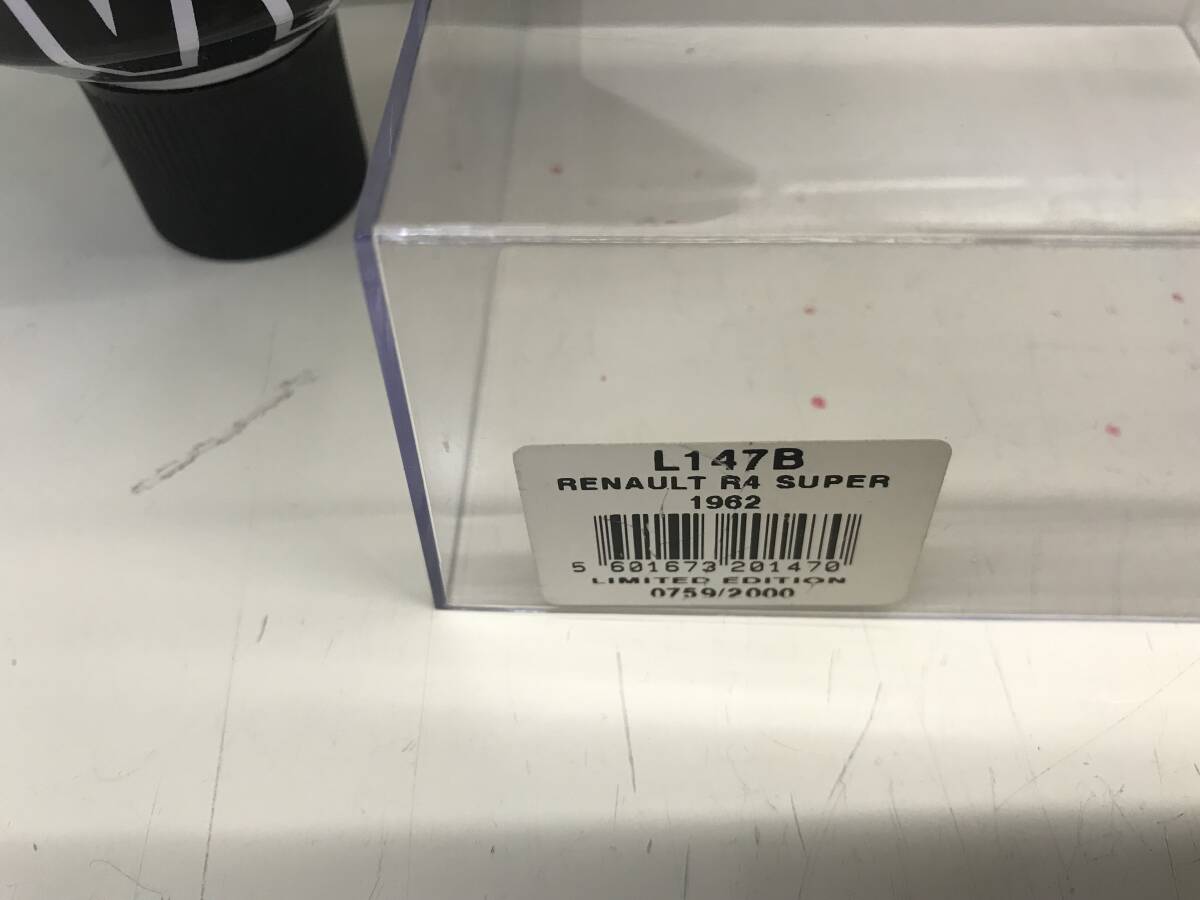 L147B
RENAULT R4 SUPER
1962
5 601673 201470
LIMITED EDITION
0759/2000